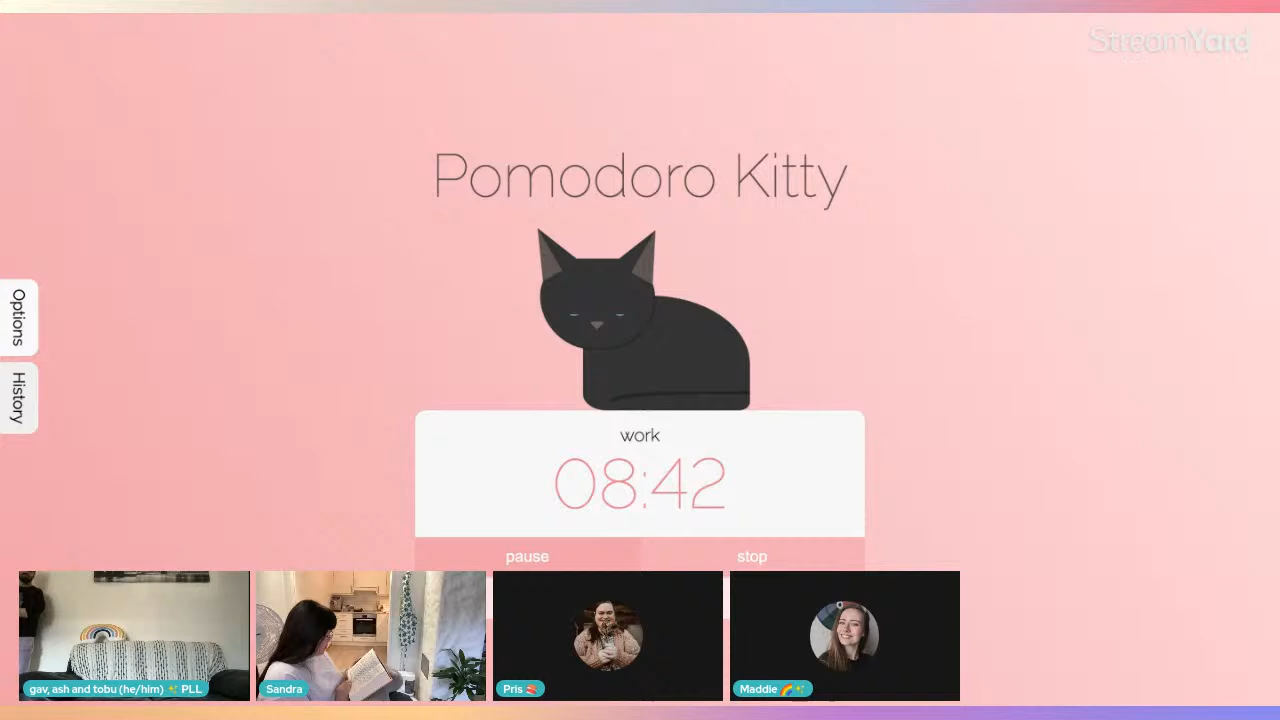 StreamYard
Pomodoro Kitty
Options
History
work
08:42
pause
stop
gav, ash and tobu (he/him) ✨ PLL
Sandra
Pris
Maddie 🌈✨